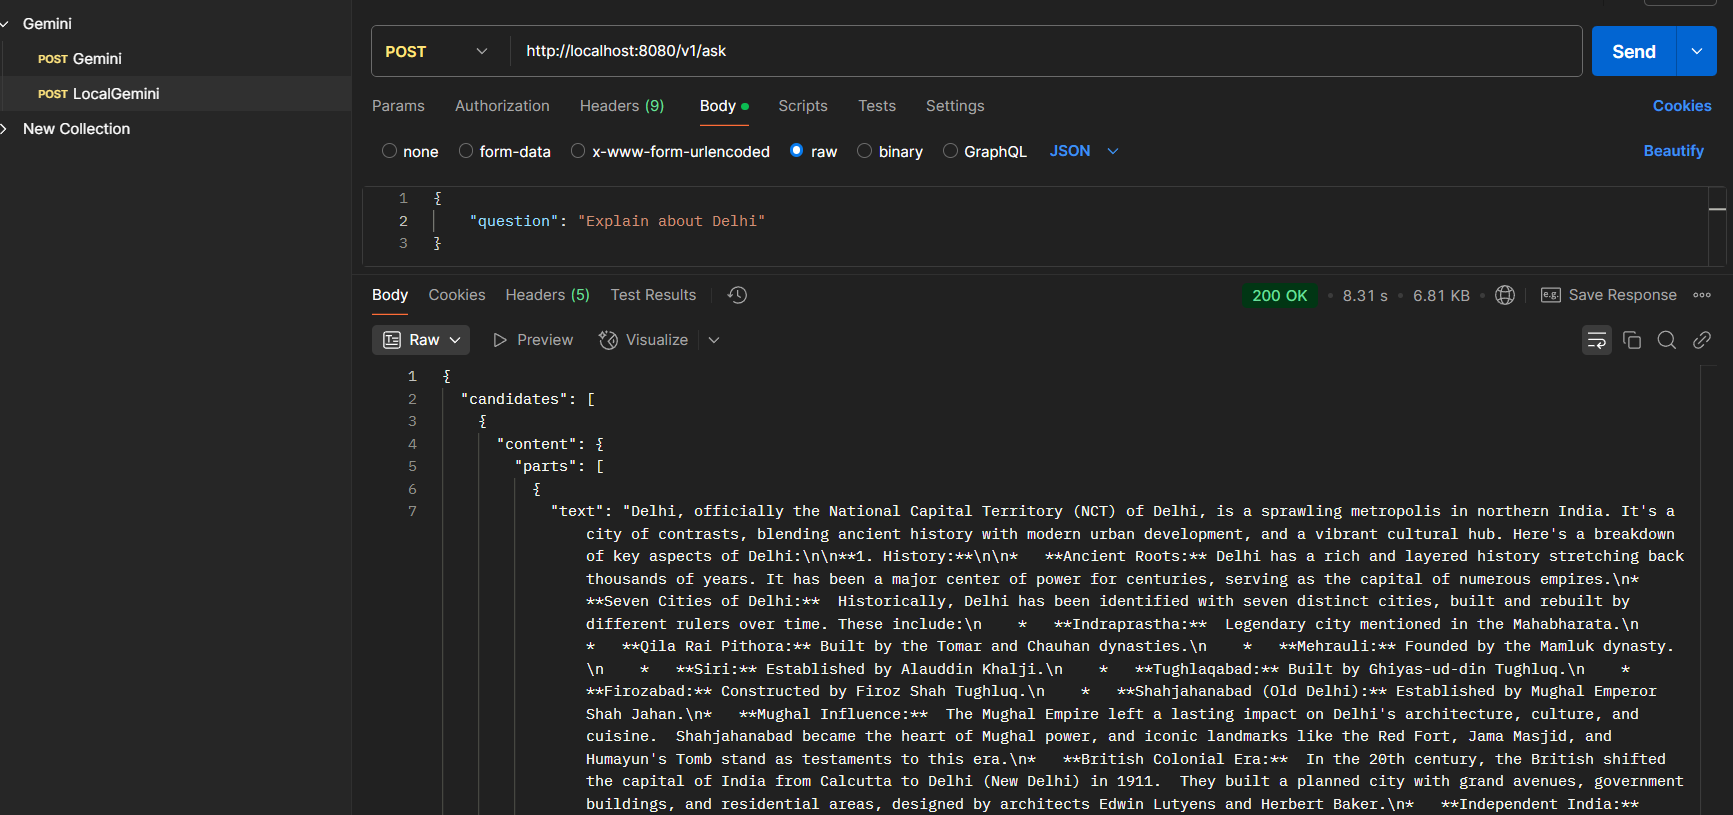 Gemini
POST Gemini
POST LocalGemini
New Collection
POST
http://localhost:8080/v1/ask
Send
Params Authorization Headers (9) Body Scripts Tests Settings Cookies
none form-data x-www-form-urlencoded raw binary GraphQL JSON Beautify
1 {
2 "question": "Explain about Delhi"
3 }
Body Cookies Headers (5) Test Results 200 OK • 8.31 s • 6.81 KB • e.g. Save Response
Raw Preview Visualize
1 {
2 "candidates": [
3 {
4 "content": {
5 "parts": [
6 {
7 "text": "Delhi, officially the National Capital Territory (NCT) of Delhi, is a sprawling metropolis in northern India. It's a
city of contrasts, blending ancient history with modern urban development, and a vibrant cultural hub. Here's a breakdown
of key aspects of Delhi:\n\n**1. History:**\n\n*   **Ancient Roots:** Delhi has a rich and layered history stretching back
thousands of years. It has been a major center of power for centuries, serving as the capital of numerous empires.\n*
**Seven Cities of Delhi:**  Historically, Delhi has been identified with seven distinct cities, built and rebuilt by
different rulers over time. These include:\n    *   **Indraprastha:**  Legendary city mentioned in the Mahabharata.\n
*   **Qila Rai Pithora:** Built by the Tomar and Chauhan dynasties.\n    *   **Mehrauli:** Founded by the Mamluk dynasty.
\n    *   **Siri:** Established by Alauddin Khalji.\n    *   **Tughlaqabad:** Built by Ghiyas-ud-din Tughluq.\n    *
**Firozabad:** Constructed by Firoz Shah Tughluq.\n    *   **Shahjahanabad (Old Delhi):** Established by Mughal Emperor
Shah Jahan.\n*   **Mughal Influence:**  The Mughal Empire left a lasting impact on Delhi's architecture, culture, and
cuisine.  Shahjahanabad became the heart of Mughal power, and iconic landmarks like the Red Fort, Jama Masjid, and
Humayun's Tomb stand as testaments to this era.\n*   **British Colonial Era:**  In the 20th century, the British shifted
the capital of India from Calcutta to Delhi (New Delhi) in 1911.  They built a planned city with grand avenues, government
buildings, and residential areas, designed by architects Edwin Lutyens and Herbert Baker.\n*   **Independent India:**